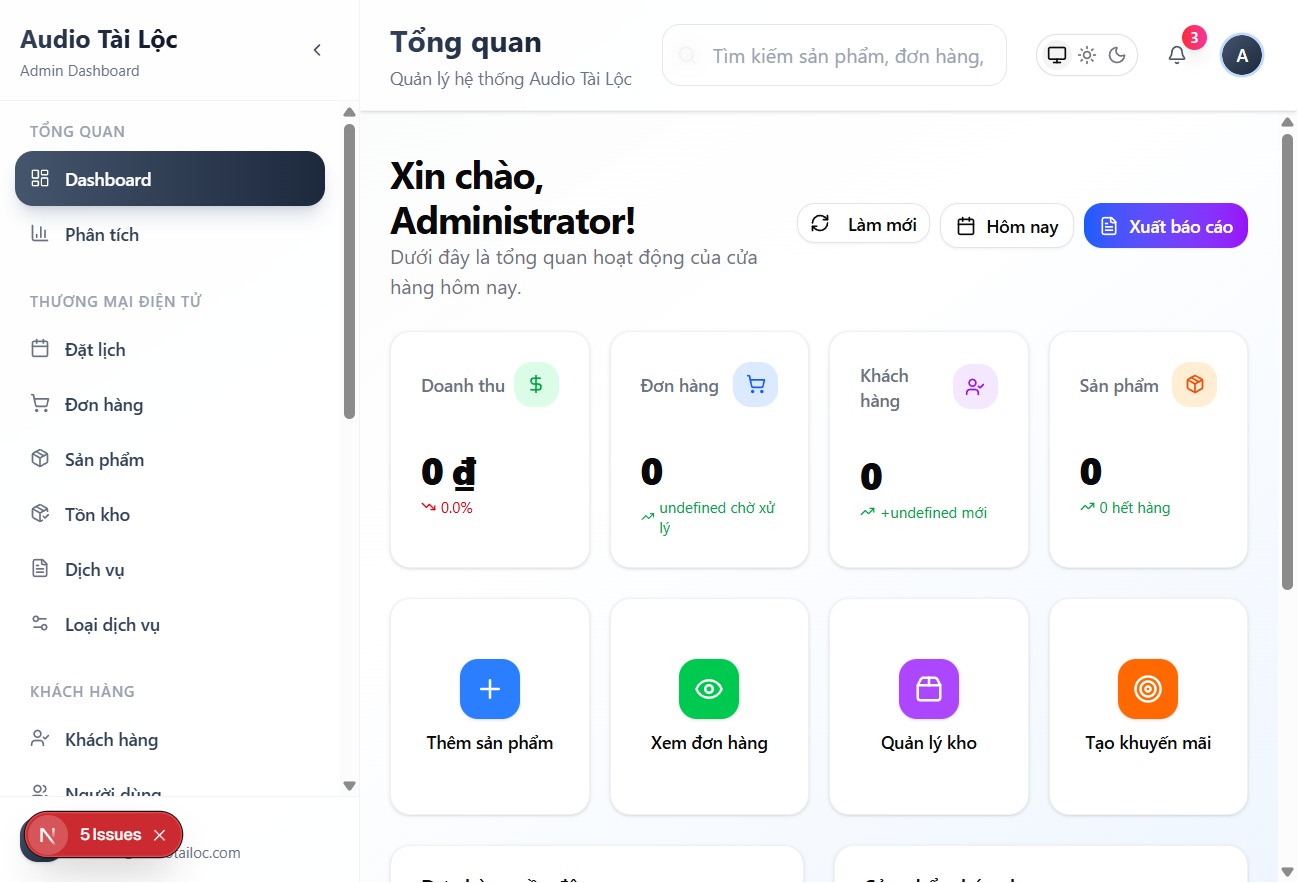 Audio Tài Lộc
Admin Dashboard
TỔNG QUAN
Dashboard
Phân tích
THƯƠNG MẠI ĐIỆN TỬ
Đặt lịch
Đơn hàng
Sản phẩm
Tồn kho
Dịch vụ
Loại dịch vụ
KHÁCH HÀNG
Khách hàng
Người dùng
N
5 Issues
tailoc.com
Tổng quan
Quản lý hệ thống Audio Tài Lộc
Tìm kiếm sản phẩm, đơn hàng,
3
A
Xin chào,
Administrator!
Dưới đây là tổng quan hoạt động của cửa
hàng hôm nay.
Làm mới
Hôm nay
Xuất báo cáo
Doanh thu
0 ₫
0.0%
Đơn hàng
0
undefined chờ xử
lý
Khách
hàng
0
+undefined mới
Sản phẩm
0
0 hết hàng
Thêm sản phẩm
Xem đơn hàng
Quản lý kho
Tạo khuyến mãi